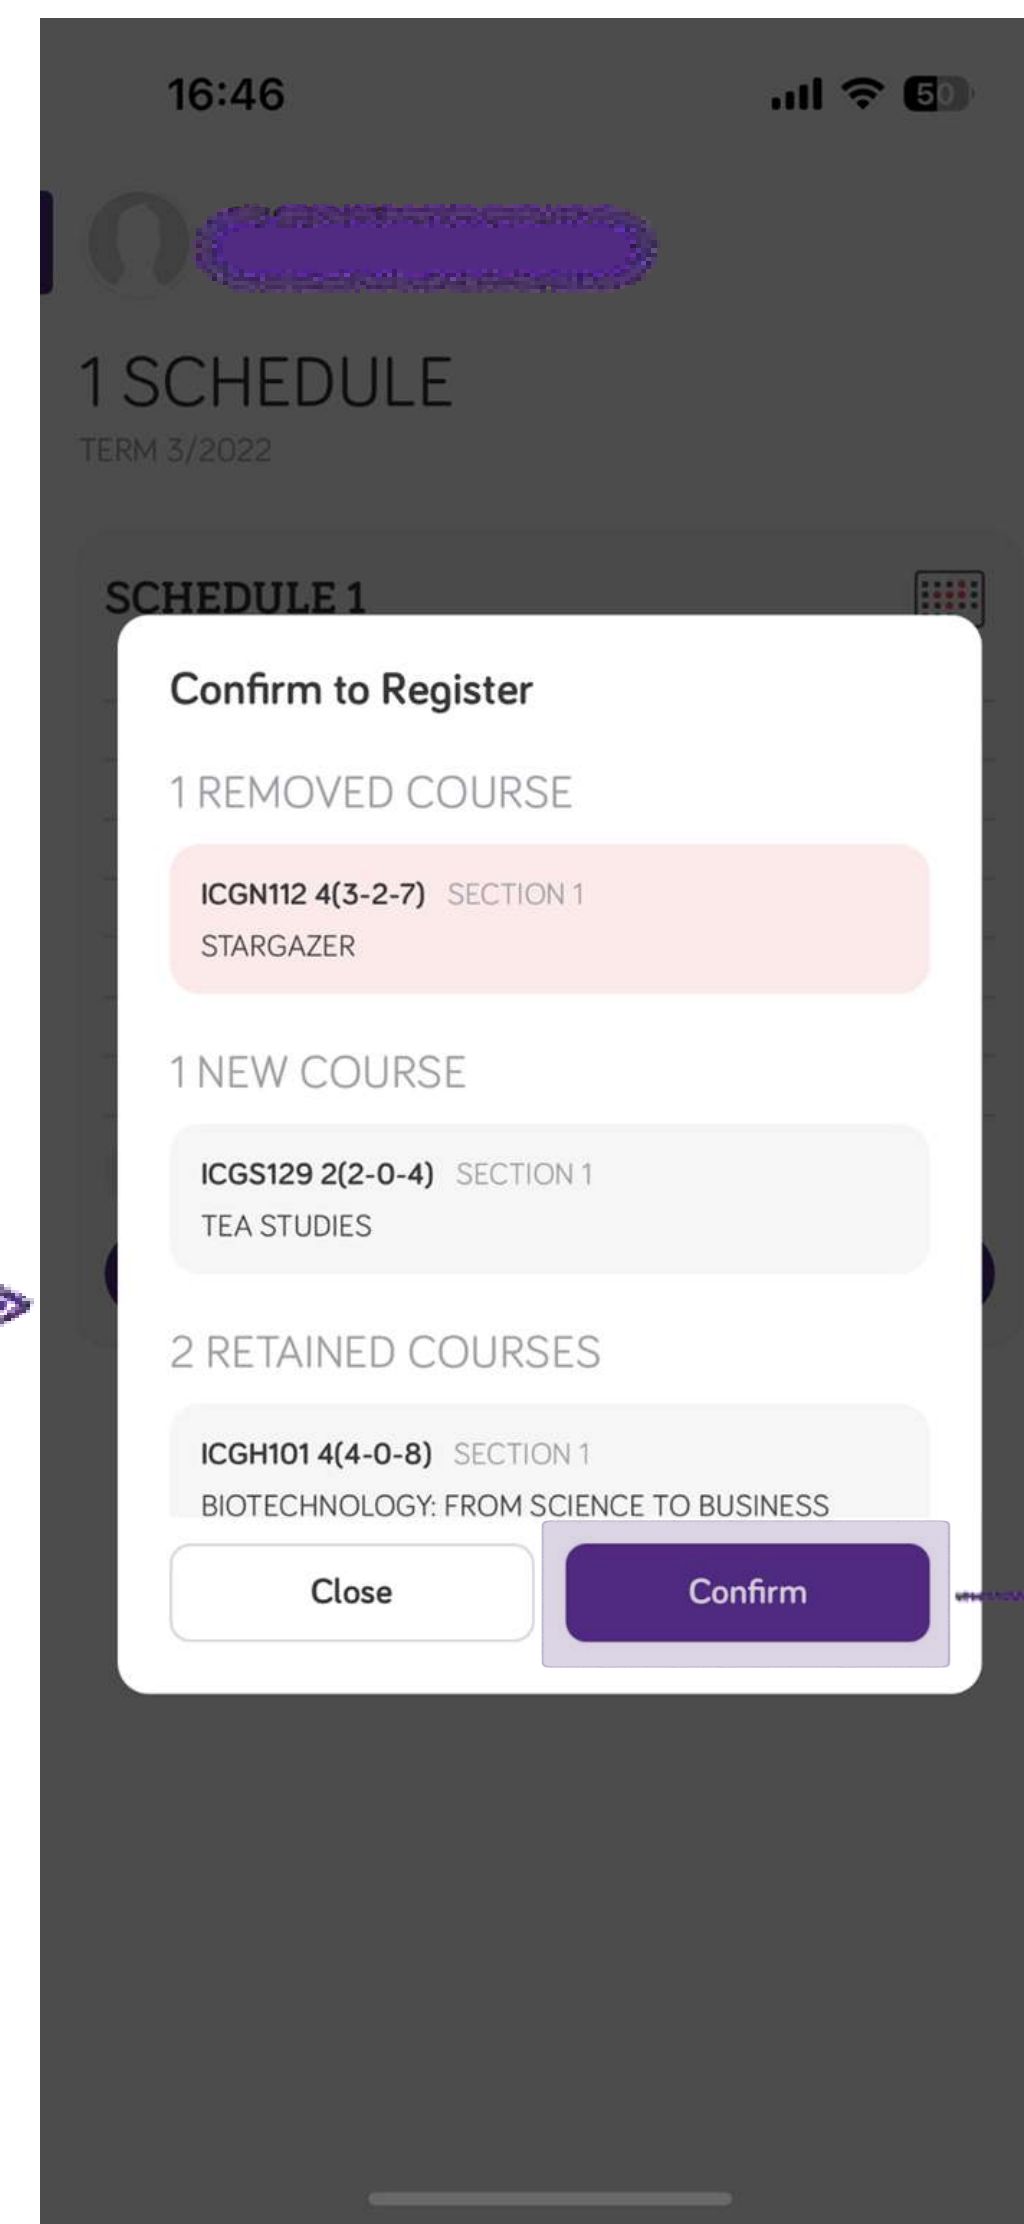 16:46
50
1 SCHEDULE
TERM 3/2022
SCHEDULE 1
Confirm to Register
1 REMOVED COURSE
ICGN112 4(3-2-7) SECTION 1
STARGAZER
1 NEW COURSE
ICGS129 2(2-0-4) SECTION 1
TEA STUDIES
2 RETAINED COURSES
ICGH101 4(4-0-8) SECTION 1
BIOTECHNOLOGY: FROM SCIENCE TO BUSINESS
Close
Confirm